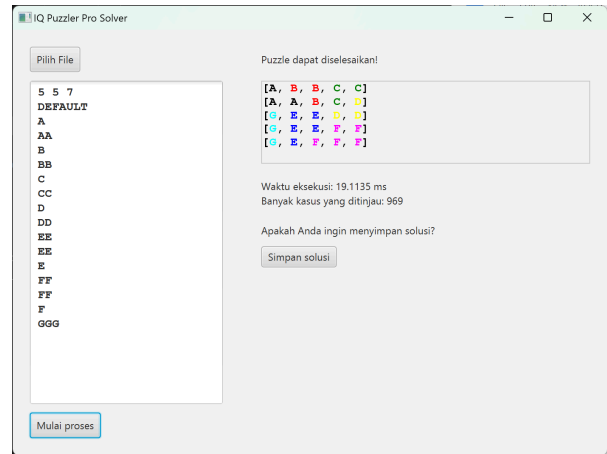 IQ Puzzler Pro Solver
Pilih File
5 5 7
DEFAULT
A
AA
B
BB
C
CC
D
DD
EE
EE
E
FF
FF
F
GGG
Mulai proses
Puzzle dapat diselesaikan!
[A, B, B, C, C]
[A, A, B, C, D]
[G, E, E, D, D]
[G, E, E, F, F]
[G, E, F, F, F]
Waktu eksekusi: 19.1135 ms
Banyak kasus yang ditinjau: 969
Apakah Anda ingin menyimpan solusi?
Simpan solusi